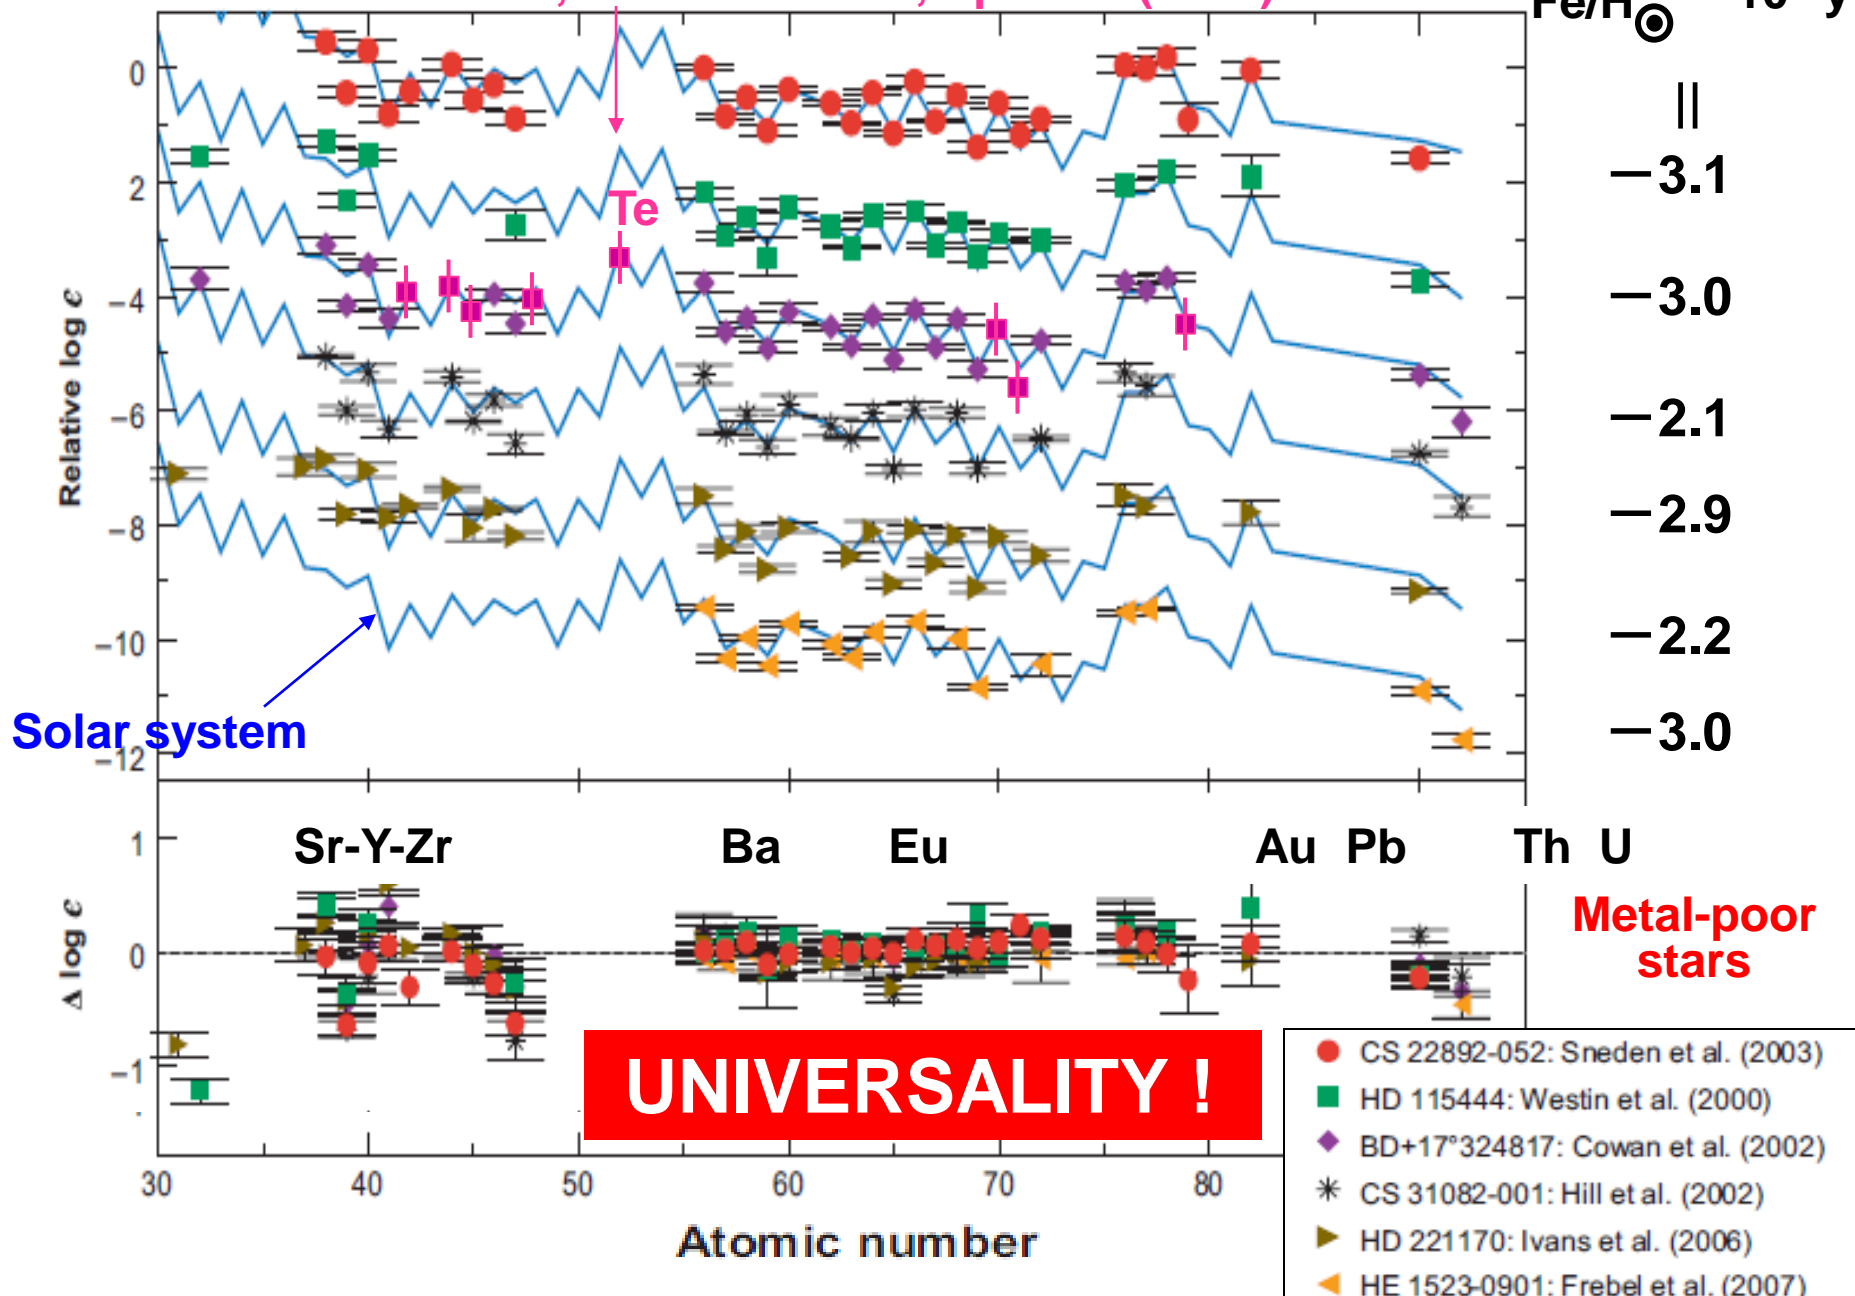 Fe/H
||
0
2
−4
−6
−8
−10
−12
Relative log ϵ
Te
−3.1
−3.0
−2.1
−2.9
−2.2
−3.0
Solar system
Sr-Y-Zr Ba Eu Au Pb Th U
1
0
−1
Δ log ϵ
Metal-poor
stars
UNIVERSALITY !
30 40 50 60 70 80
Atomic number
CS 22892-052: Sneden et al. (2003)
HD 115444: Westin et al. (2000)
BD+17°324817: Cowan et al. (2002)
CS 31082-001: Hill et al. (2002)
HD 221170: Ivans et al. (2006)
HE 1523-0901: Frebel et al. (2007)